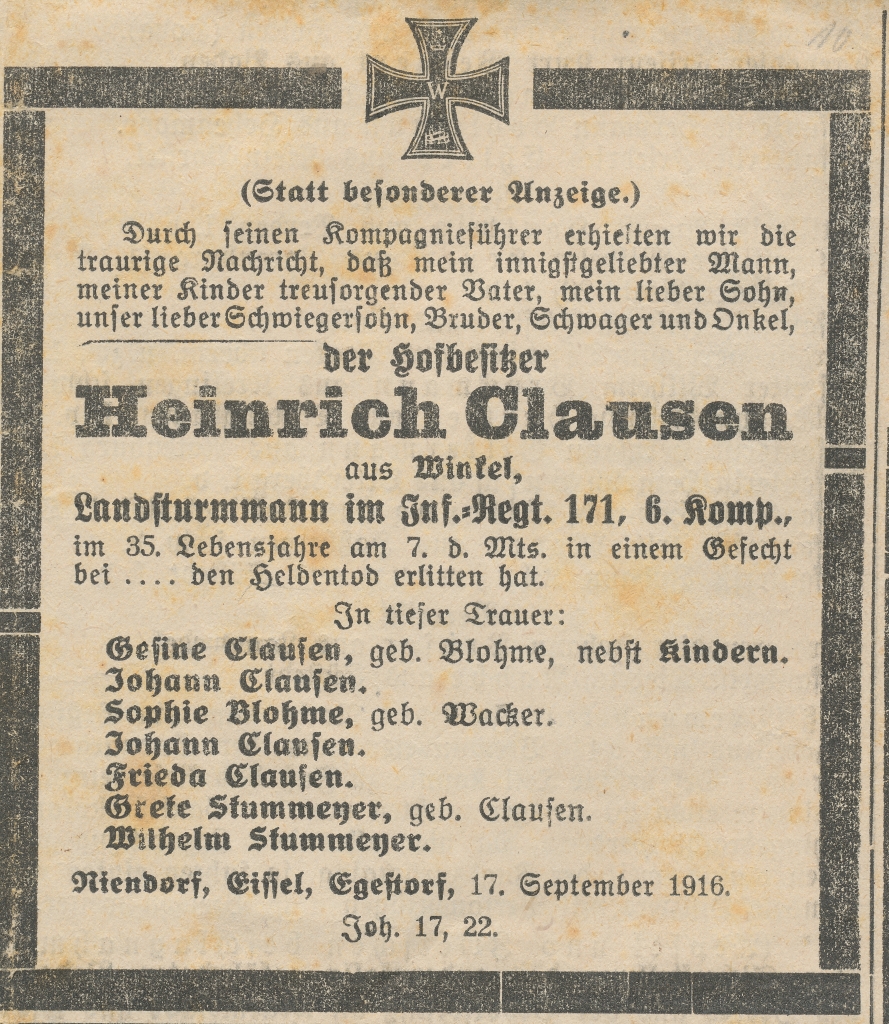 W
(Statt besonderer Anzeige.)
Durch seinen Kompagnieführer erhielten wir die
traurige Nachricht, daß mein innigstgeliebter Mann,
meiner Kinder treusorgender Vater, mein lieber Sohn,
unser lieber Schwiegersohn, Bruder, Schwager und Onkel,
der Hofbesitzer
Heinrich Clausen
aus Winkel,
Landsturmmann im Inf.-Regt. 171, 6. Komp.,
im 35. Lebensjahre am 7. d. Mts. in einem Gefecht
bei .... den Heldentod erlitten hat.
In tiefer Trauer:
Gesine Clausen, geb. Blohme, nebst Kindern.
Johann Clausen.
Sophie Blohme, geb. Wacker.
Johann Clausen.
Frieda Clausen.
Grete Stummeyer, geb. Clausen.
Wilhelm Stummeyer.
Niendorf, Eissel, Egestorf, 17. September 1916.
Joh. 17, 22.